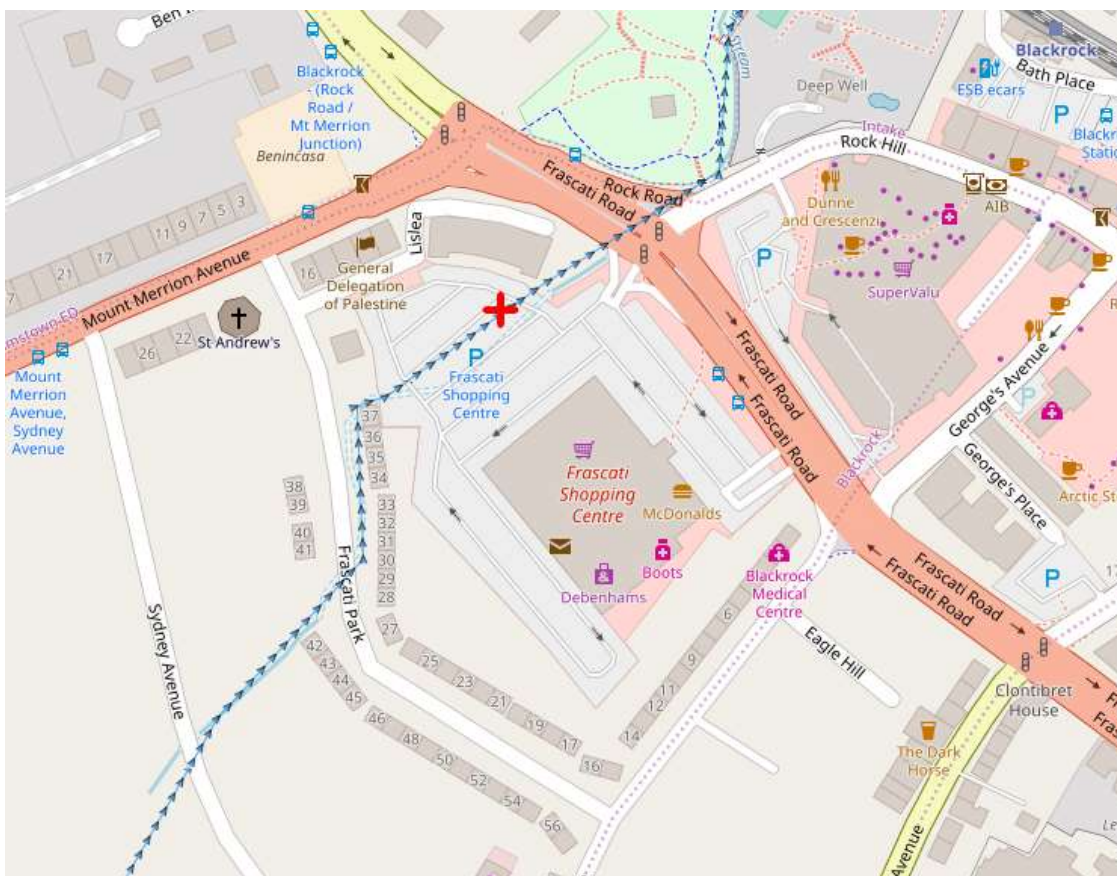 Ben I
Blackrock
- (Rock
Road /
Mt Merrion
Junction)
Benincasa
stream
Deep Well
Blackrock
Bath Place
ESB ecars
P
Intake
Rock Hill
Dunne
and Crescenzi
AIB
SuperValu
Rock Road
Frascati Road
Lislea
3
5
7
9
11
17
21
7
16
General
Delegation
of Palestine
Mount Merrion Avenue
St Andrew's
22
26
Mount
Merrion
Avenue,
Sydney
Avenue
P
P
Frascati
Shopping
Centre
Frascati
Shopping
Centre
McDonalds
Boots
Debenhams
Frascati Road
Frascati Road
Blackrock
George's Avenue
P
George's Place
P
Arctic St
Blackrock
Medical
Centre
Eagle Hill
Frascati Road
Frascati Road
Clontibret
House
The Dark
Horse
Avenue
Sydney Avenue
Frascati Park
37
36
35
34
33
32
31
30
29
28
27
25
23
21
19
17
16
38
39
40
41
42
43
44
45
46
48
50
52
54
56
6
9
11
12
14